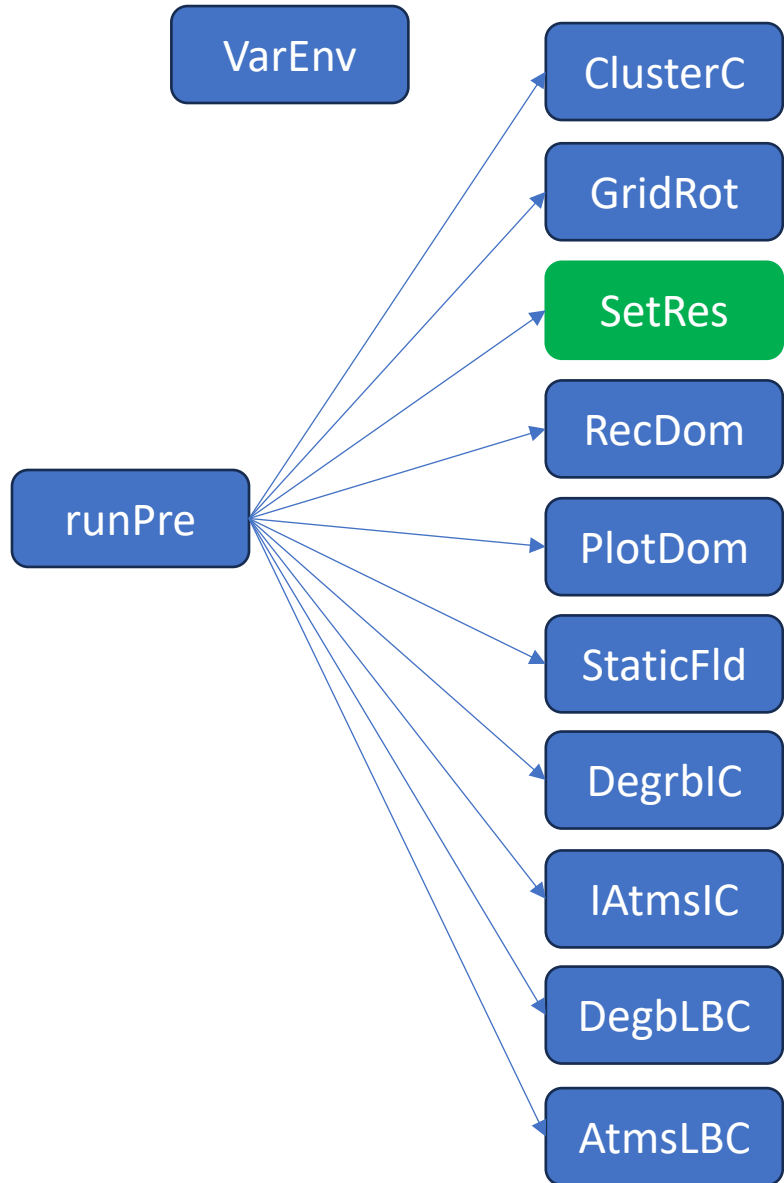 VarEnv
ClusterC
GridRot
SetRes
RecDom
runPre
PlotDom
StaticFld
DegrbIC
IAtmsIC
DegbLBC
AtmsLBC